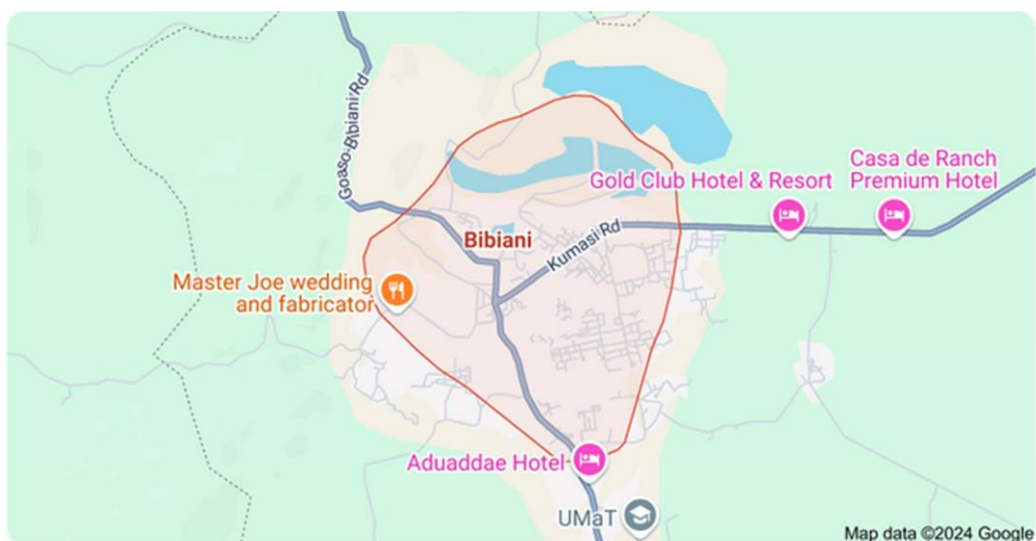 Goaso-Bibiani Rd
Casa de Ranch
Premium Hotel
Gold Club Hotel & Resort
Bibiani
Kumasi Rd
Master Joe wedding
and fabricator
Aduaddae Hotel
UMaT
Map data ©2024 Google